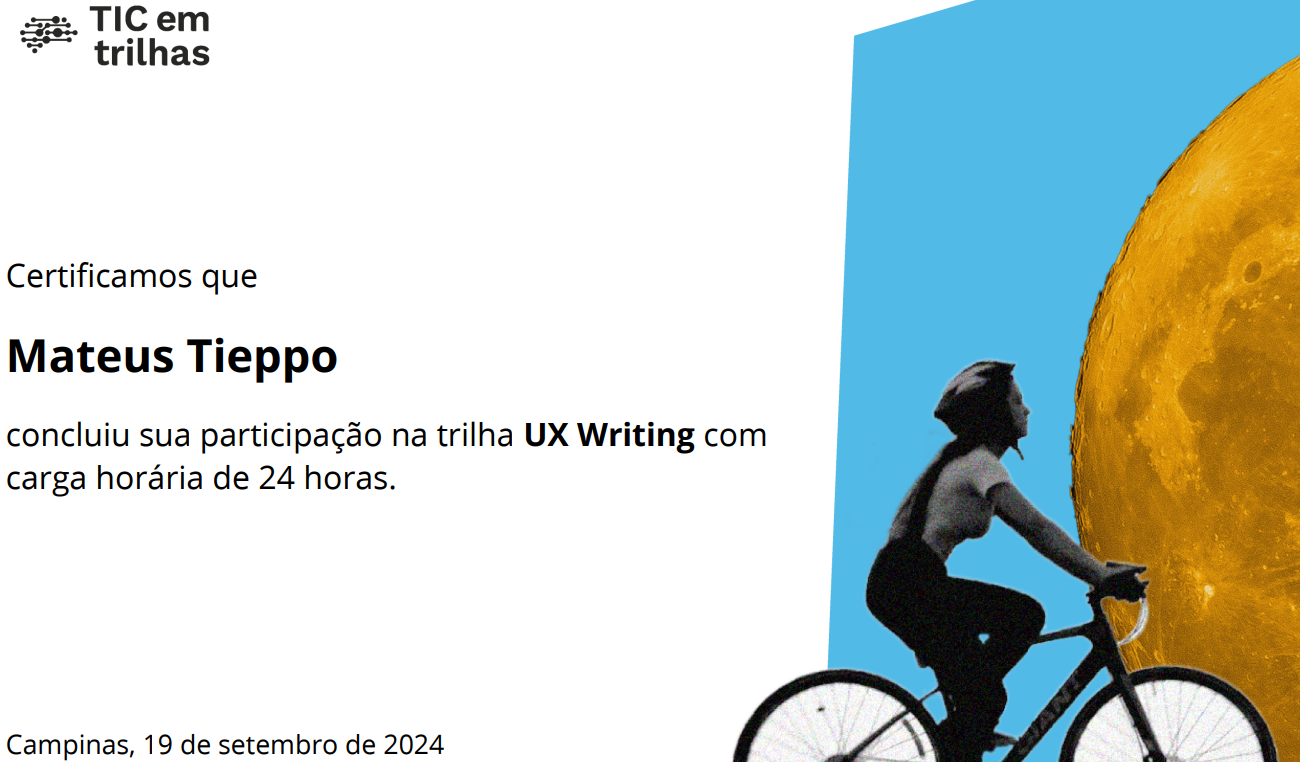 TIC em
trilhas
Certificamos que
Mateus Tieppo
concluiu sua participação na trilha UX Writing com
carga horária de 24 horas.
Campinas, 19 de setembro de 2024
GIANT